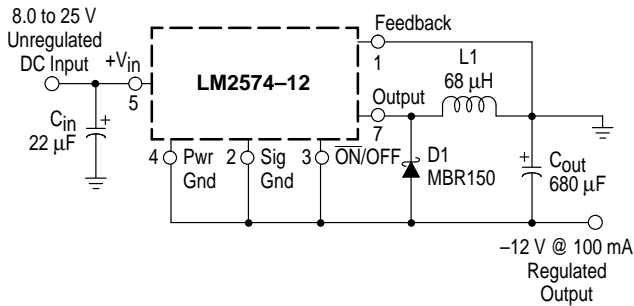 8.0 to 25 V
Unregulated
DC Input
+Vin
5
Cin
22 μF
+
LM2574–12
Feedback
1
L1
68 μH
Output
7
4
Pwr
Gnd
2
Sig
Gnd
3
ON/OFF
D1
MBR150
+
Cout
680 μF
–12 V @ 100 mA
Regulated
Output